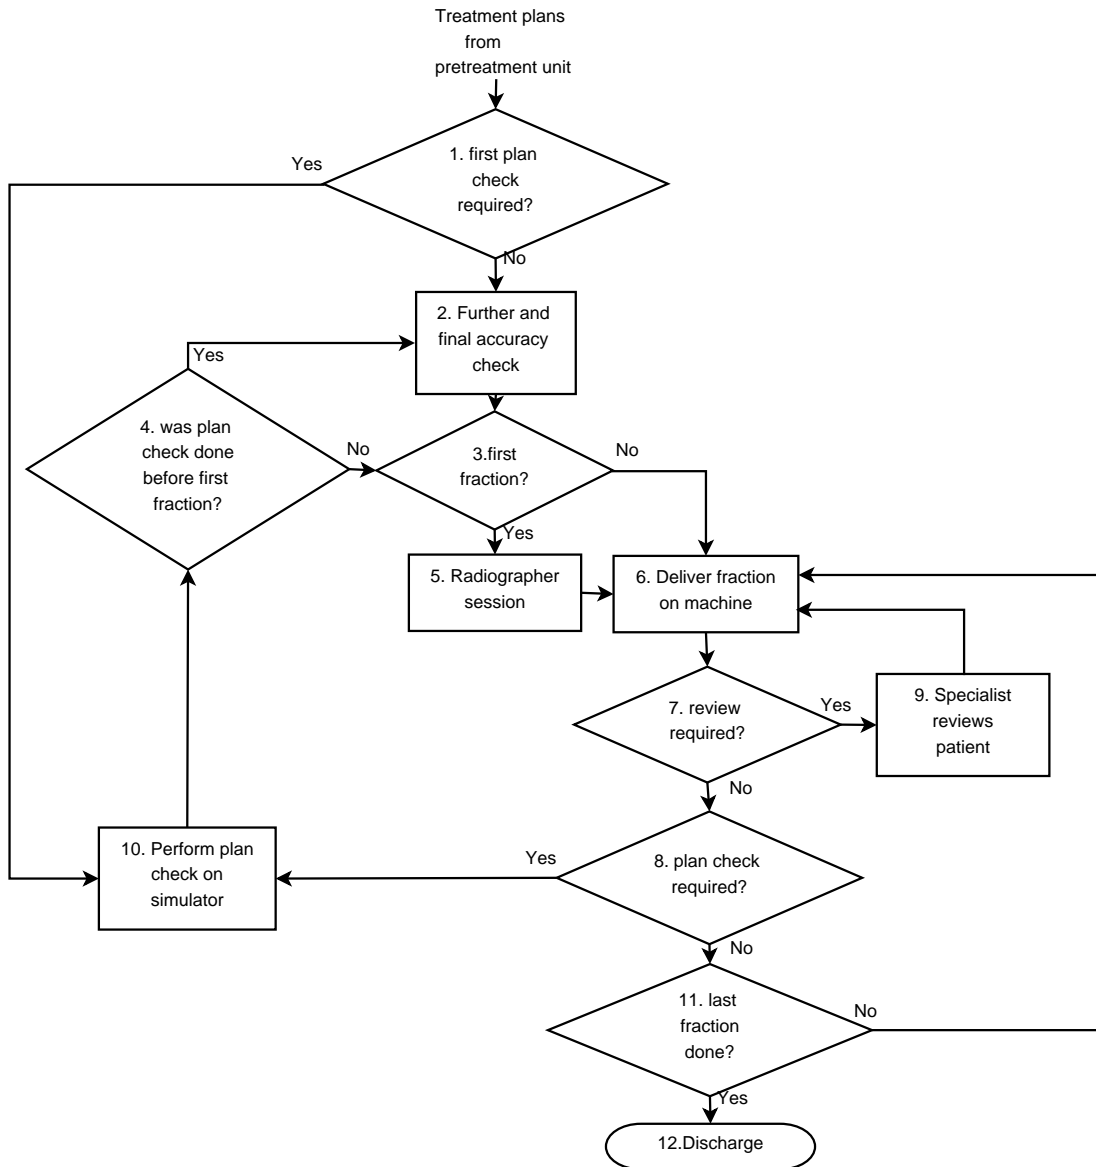 Treatment plans
from
pretreatment unit
1. first plan
check
required?
Yes
No
2. Further and
final accuracy
check
Yes
4. was plan
check done
before first
fraction?
No
3.first
fraction?
No
Yes
5. Radiographer
session
6. Deliver fraction
on machine
7. review
required?
Yes
9. Specialist
reviews
patient
No
10. Perform plan
check on
simulator
Yes
8. plan check
required?
No
11. last
fraction
done?
No
Yes
12.Discharge